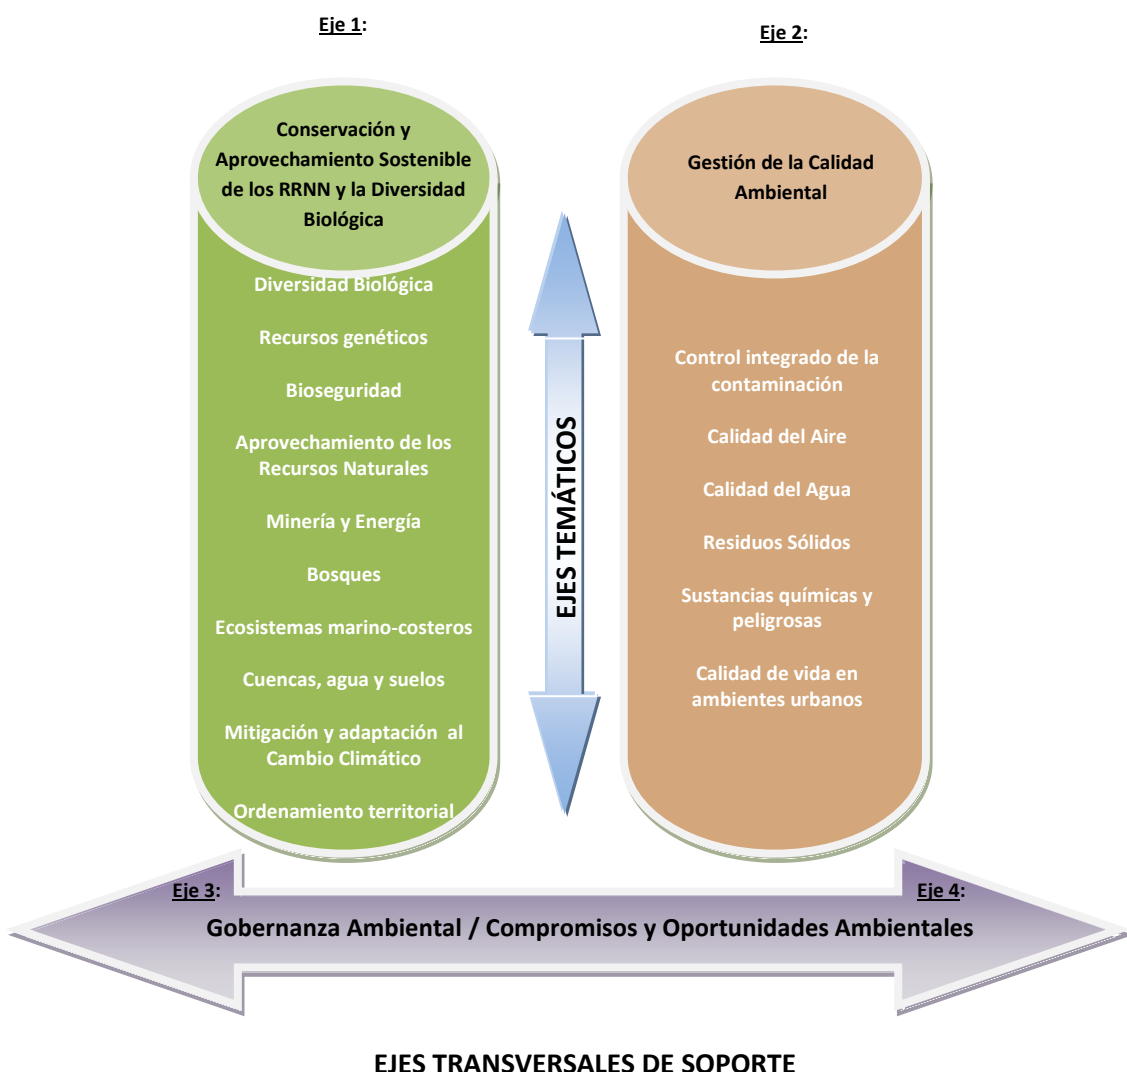 Eje 1:
Eje 2:
Conservación y
Aprovechamiento Sostenible
de los RRNN y la Diversidad
Biológica
Diversidad Biológica
Recursos genéticos
Bioseguridad
Aprovechamiento de los
Recursos Naturales
Minería y Energía
Bosques
Ecosistemas marino-costeros
Cuencas, agua y suelos
Mitigación y adaptación al
Cambio Climático
Ordenamiento territorial
EJES TEMÁTICOS
Gestión de la Calidad
Ambiental
Control integrado de la
contaminación
Calidad del Aire
Calidad del Agua
Residuos Sólidos
Sustancias químicas y
peligrosas
Calidad de vida en
ambientes urbanos
Eje 3:
Eje 4:
Gobernanza Ambiental / Compromisos y Oportunidades Ambientales
EJES TRANSVERSALES DE SOPORTE